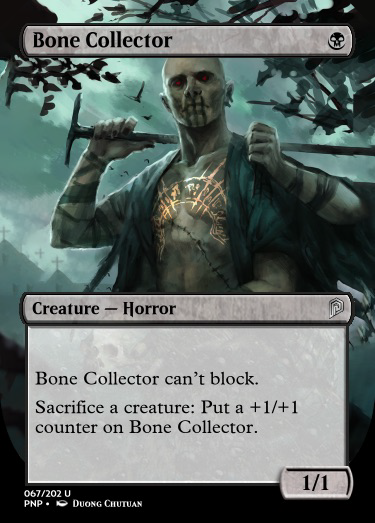 Bone Collector
Creature — Horror
Bone Collector can't block.
Sacrifice a creature: Put a +1/+1
counter on Bone Collector.
1/1
067/202 U
PNP • Duong Chutuan